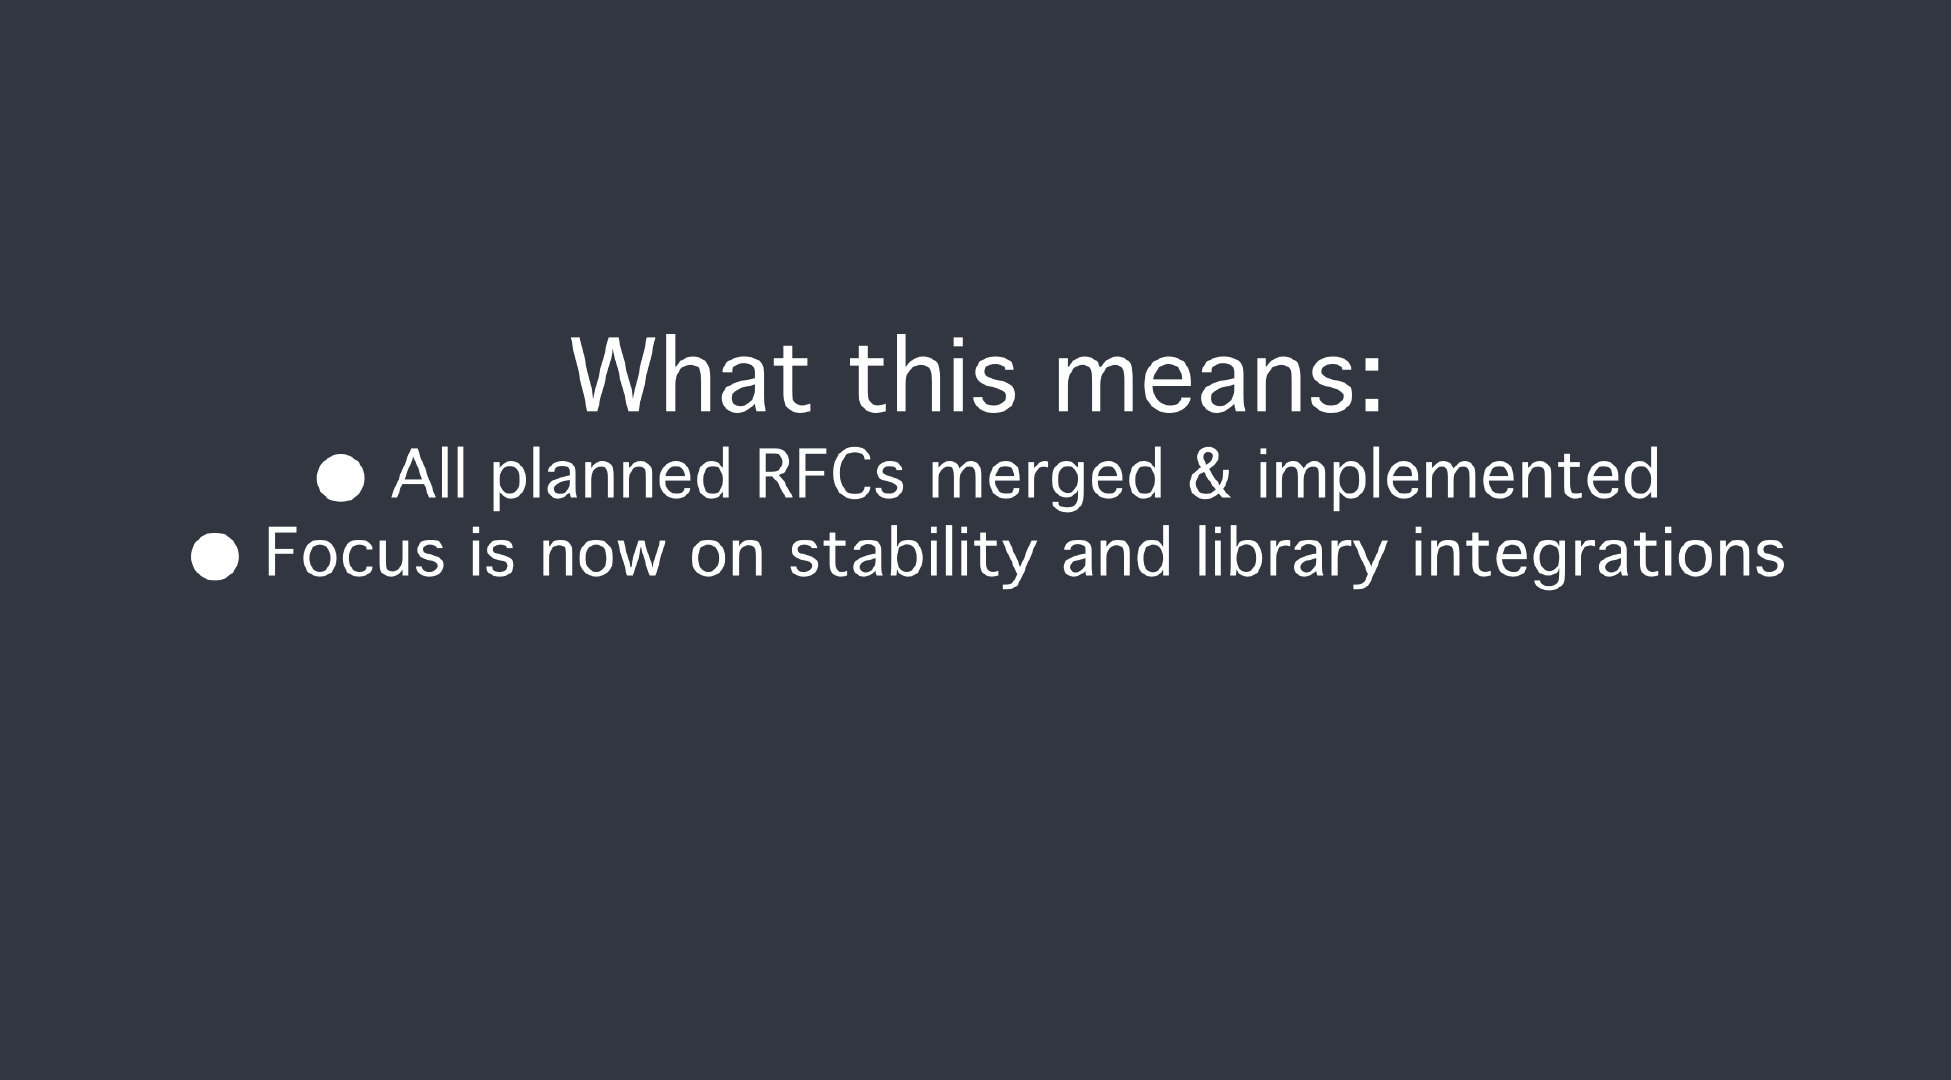 What this means:
● All planned RFCs merged & implemented
● Focus is now on stability and library integrations